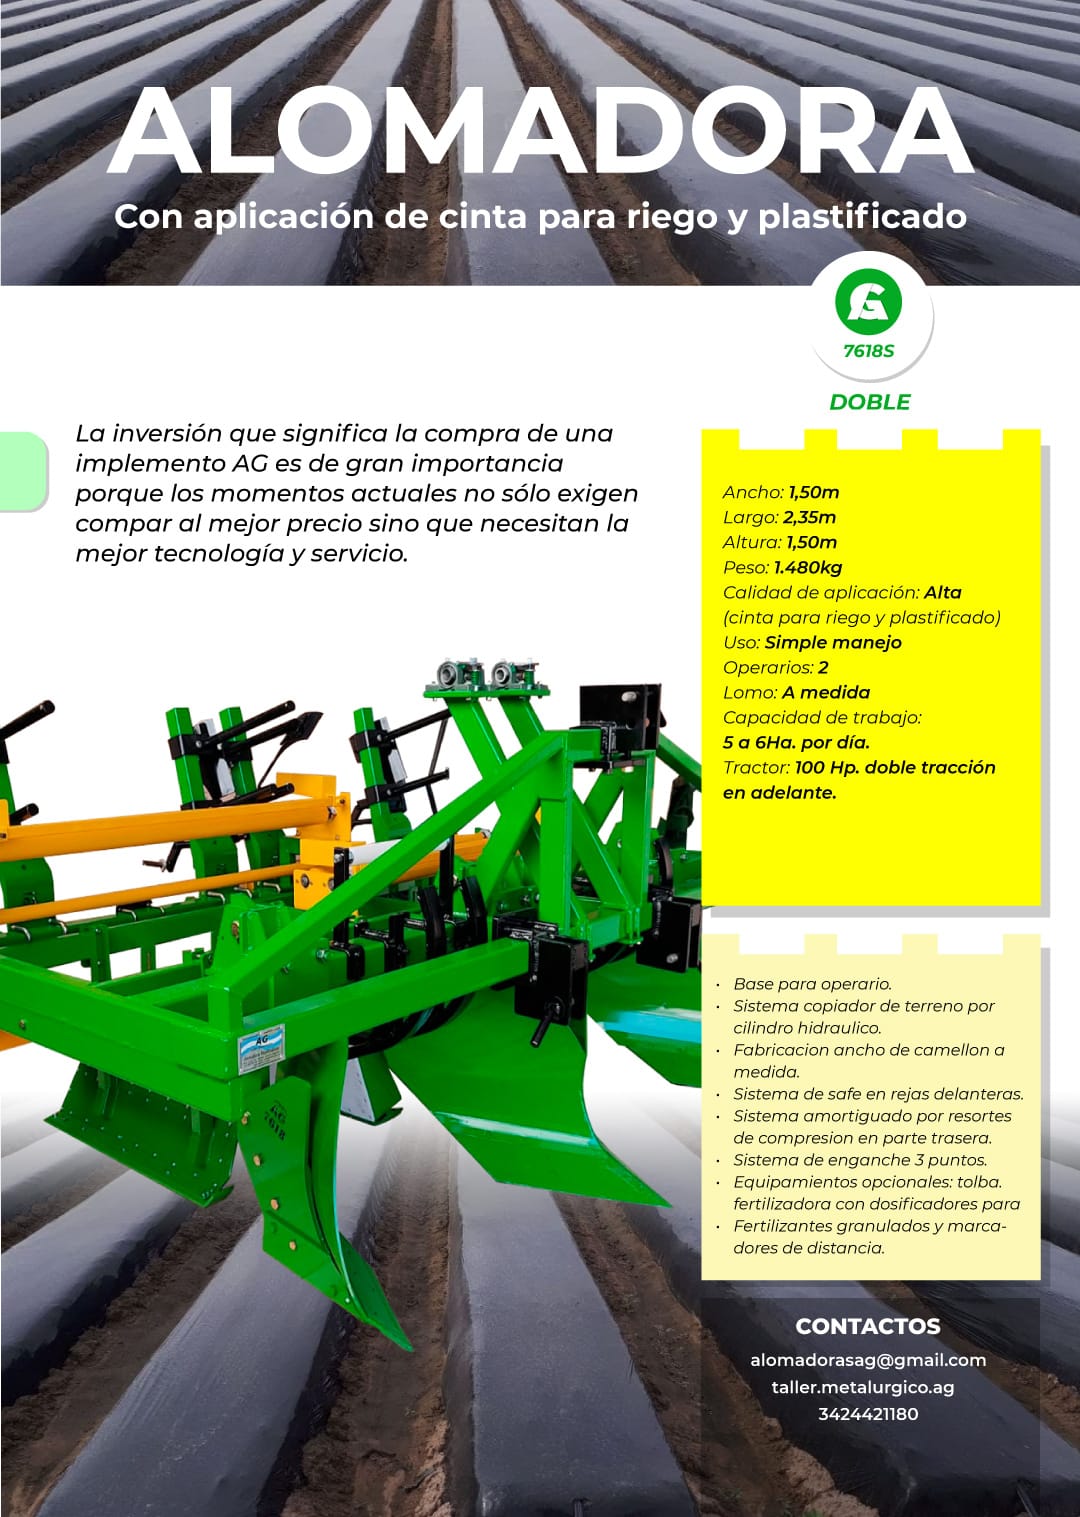 ALOMADORA
Con aplicación de cinta para riego y plastificado
AG
7618S
DOBLE
La inversión que significa la compra de una
implemento AG es de gran importancia
porque los momentos actuales no sólo exigen
compar al mejor precio sino que necesitan la
mejor tecnología y servicio.
Ancho: 1,50m
Largo: 2,35m
Altura: 1,50m
Peso: 1.480kg
Calidad de aplicación: Alta
(cinta para riego y plastificado)
Uso: Simple manejo
Operarios: 2
Lomo: A medida
Capacidad de trabajo:
5 a 6Ha. por día.
Tractor: 100 Hp. doble tracción
en adelante.
AG
AG
7618
• Base para operario.
• Sistema copiador de terreno por
cilindro hidraulico.
• Fabricacion ancho de camellon a
medida.
• Sistema de safe en rejas delanteras.
• Sistema amortiguado por resortes
de compresion en parte trasera.
• Sistema de enganche 3 puntos.
• Equipamientos opcionales: tolba.
fertilizadora con dosificadores para
• Fertilizantes granulados y marca-
dores de distancia.
CONTACTOS
alomadorasag@gmail.com
taller.metalurgico.ag
3424421180